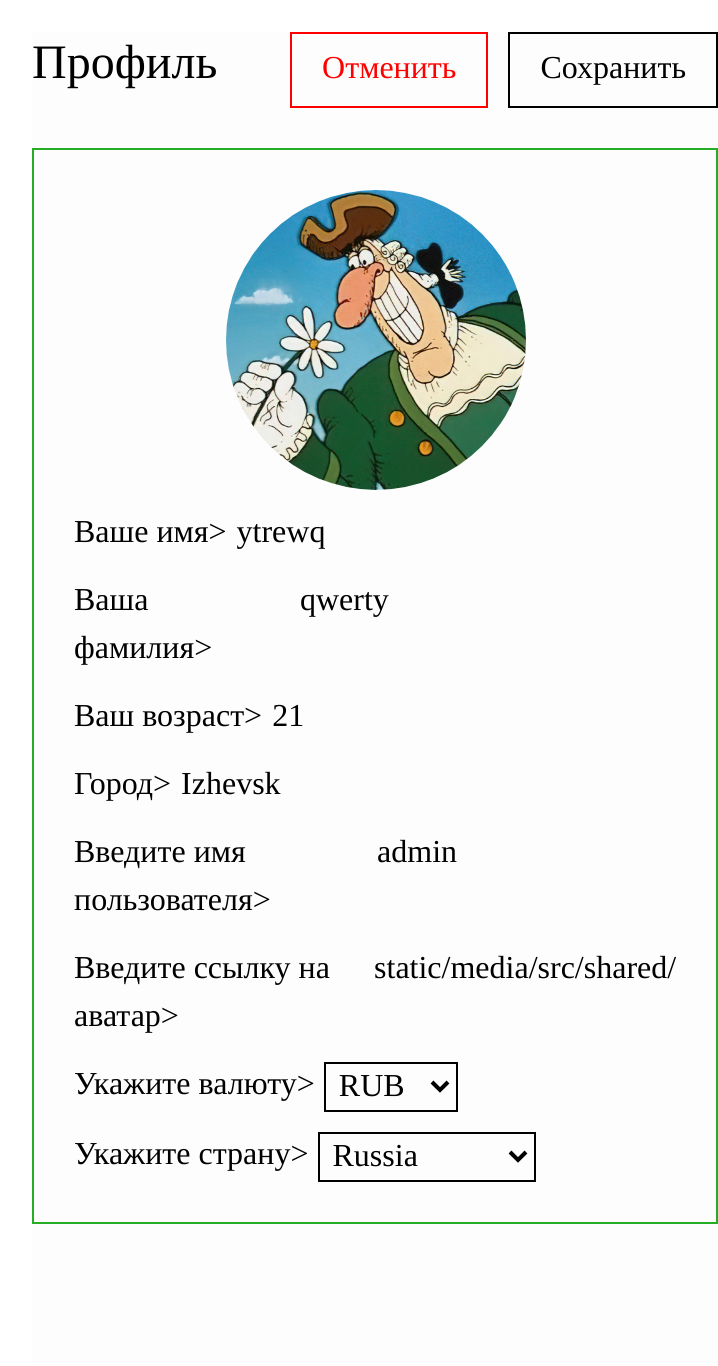 Профиль Отменить Сохранить
Ваше имя> ytrewq
Ваша qwerty
фамилия>
Ваш возраст> 21
Город> Izhevsk
Введите имя admin
пользователя>
Введите ссылку на static/media/src/shared/
аватар>
Укажите валюту> RUB
Укажите страну> Russia